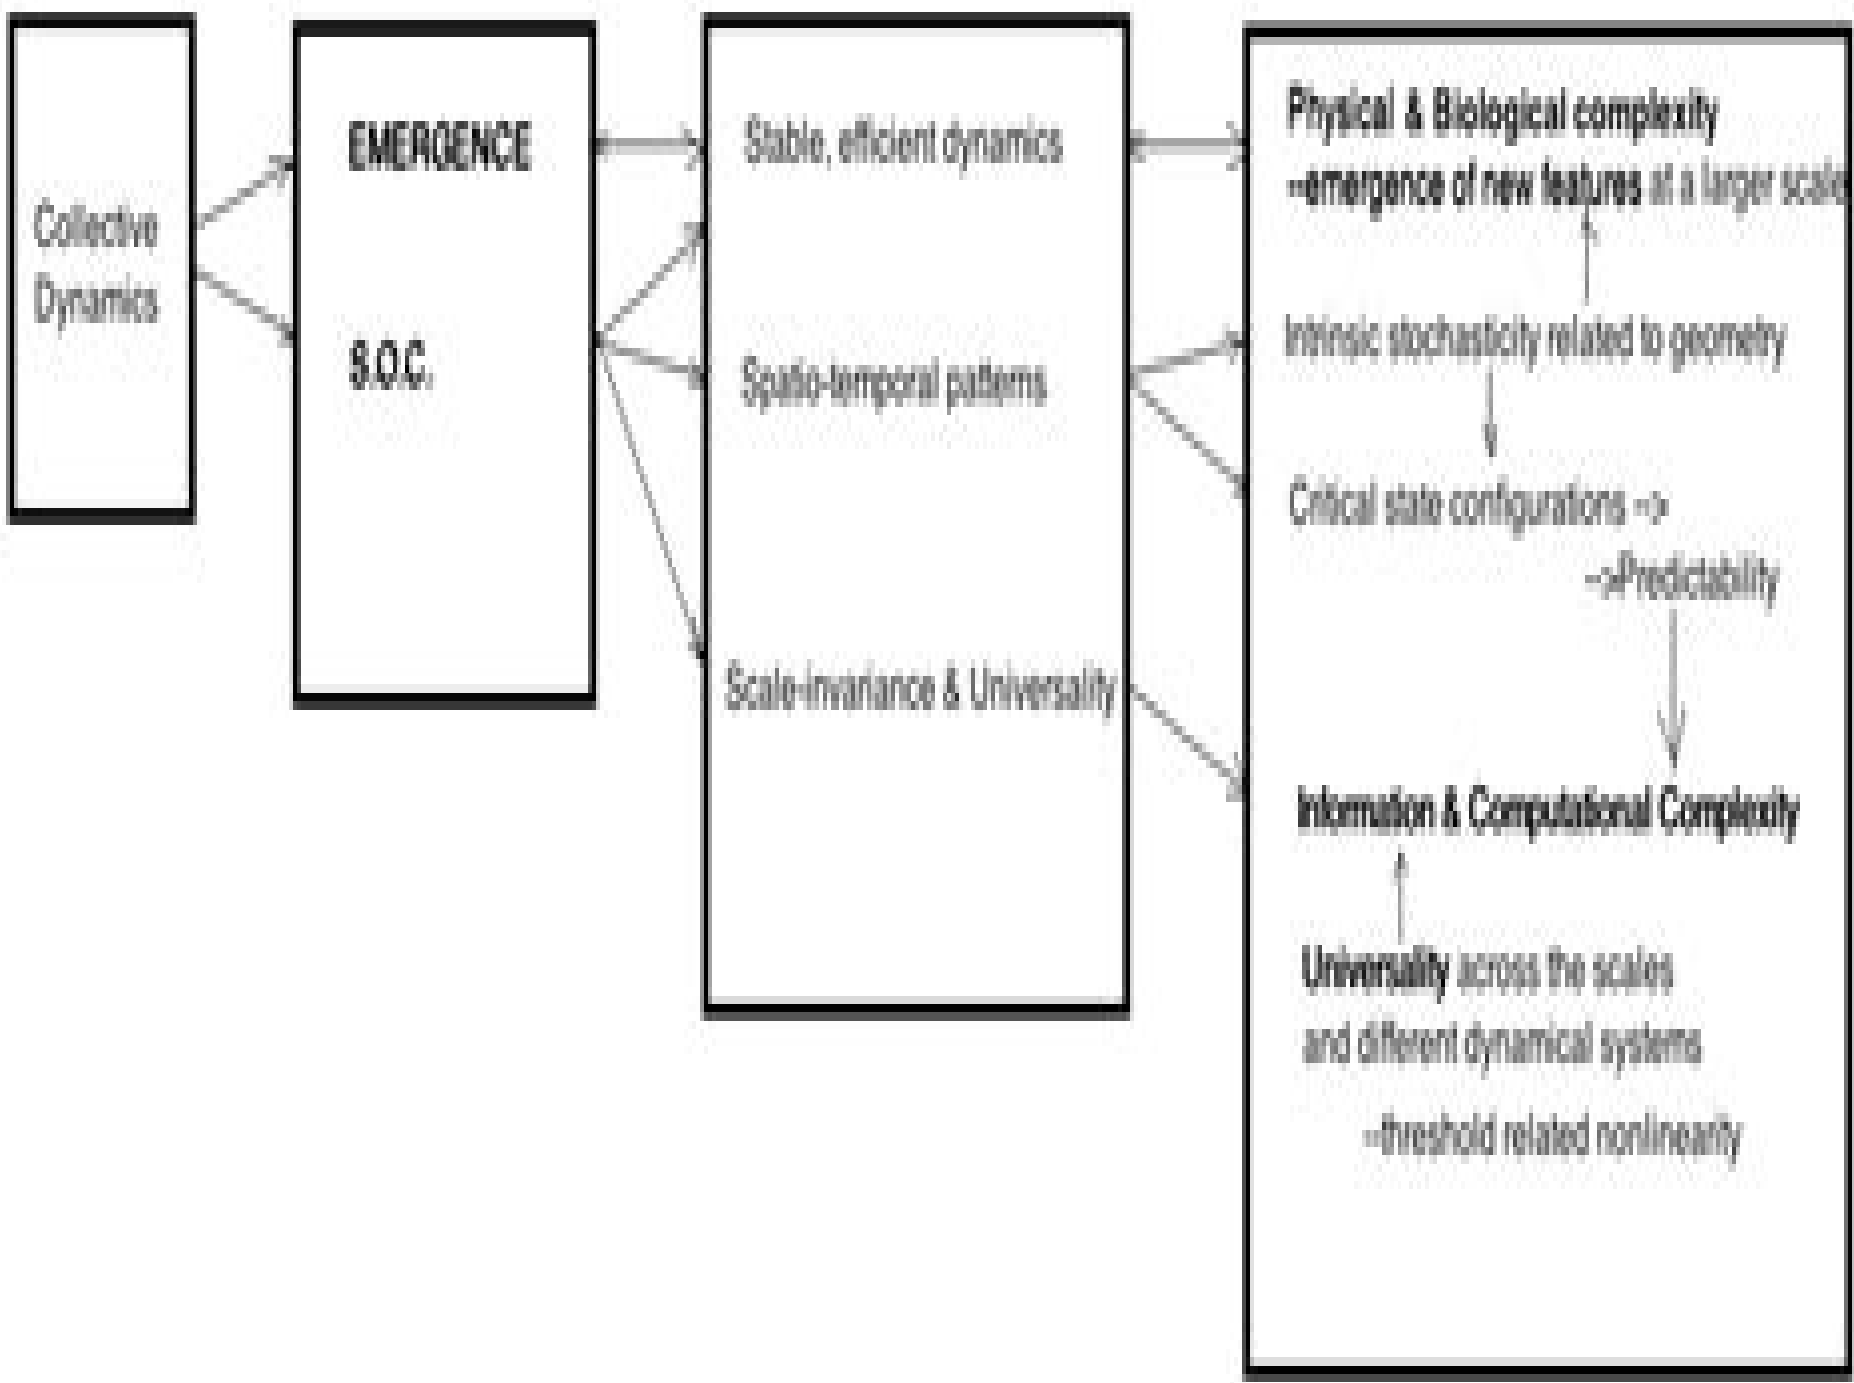 Collective
Dynamics
EMERGENCE
S.O.C.
Stable, efficient dynamics
Spatio-temporal patterns
Scale-invariance & Universality
Physical & Biological complexity
--emergence of new features at a larger scale
Intrinsic stochasticity related to geometry
Critical state configurations -->
-->Predictability
Information & Computational Complexity
Universality across the scales
and different dynamical systems
--threshold related nonlinearity